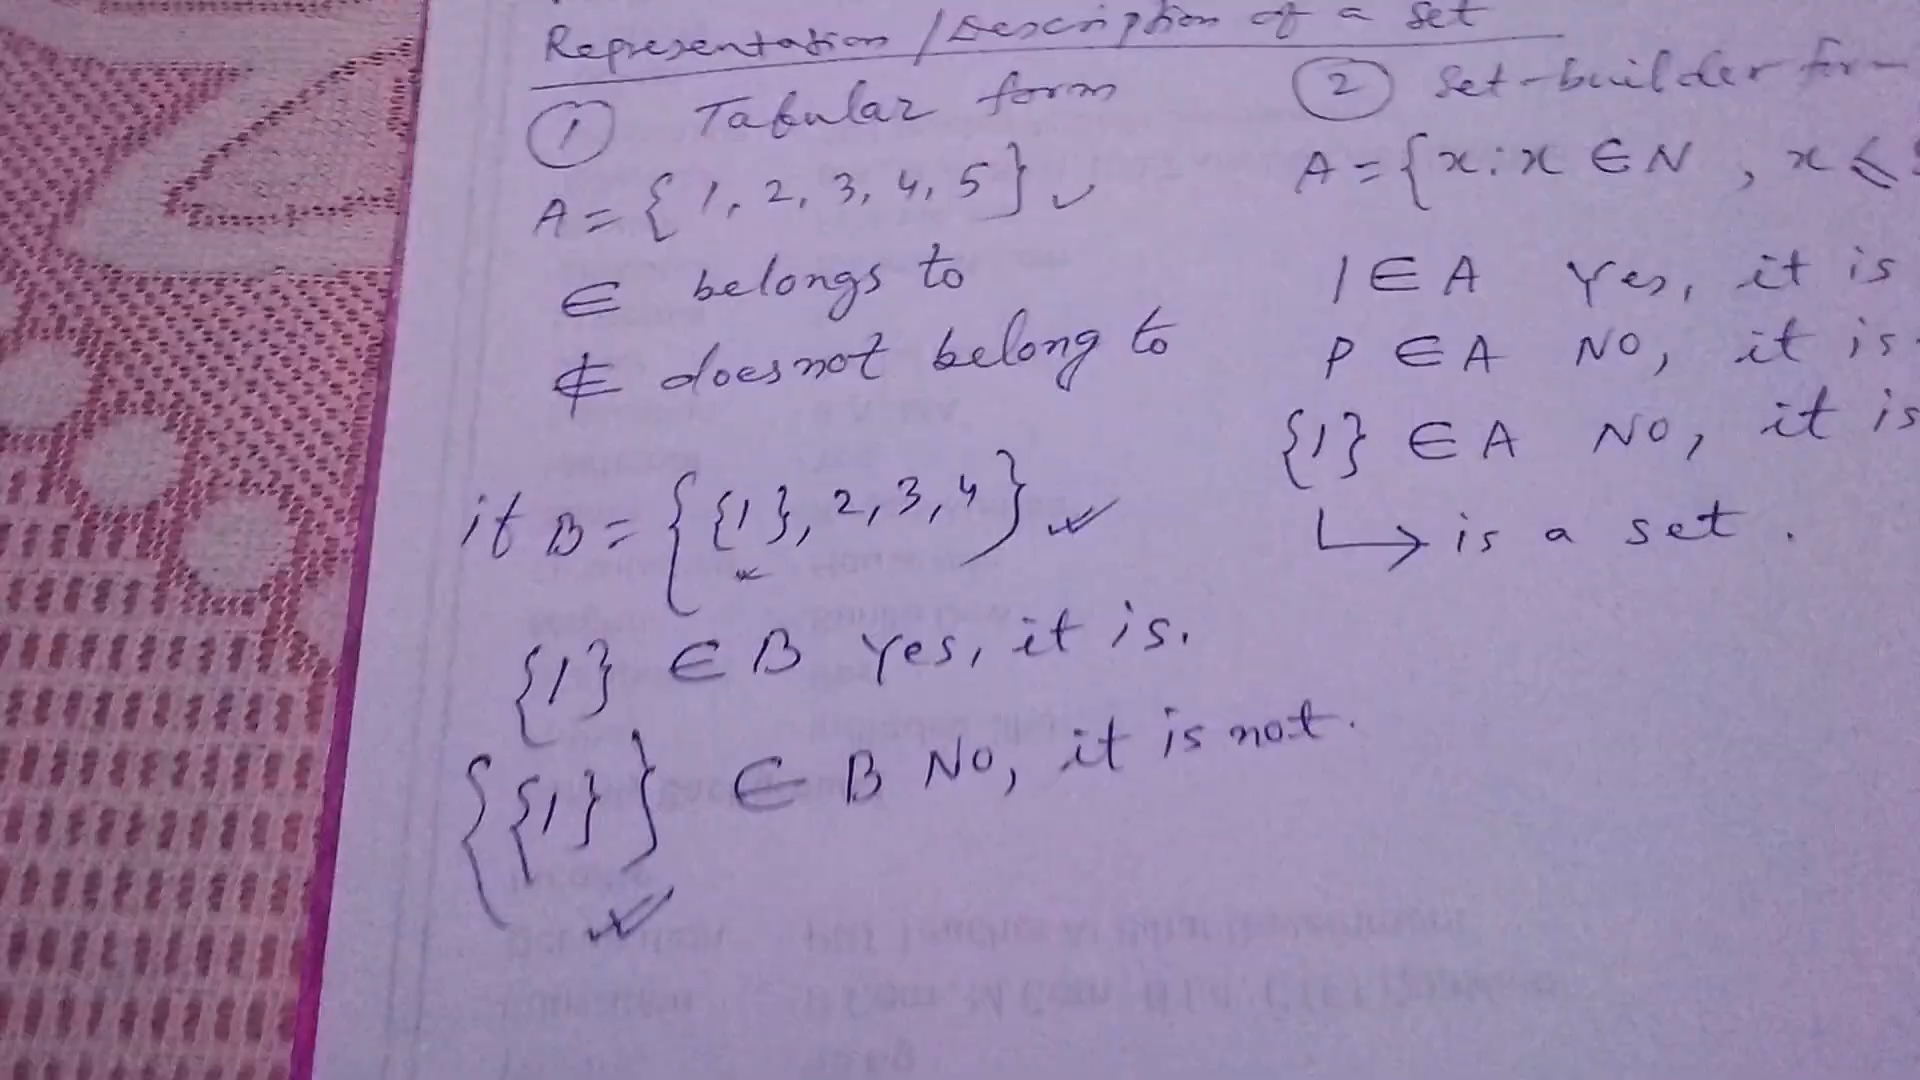 Representation / Description of a set
① Tabular form
A = { 1, 2, 3, 4, 5 } ✓
∈ belongs to
∉ does not belong to
if B = { {1}, 2, 3, 4 } ✓
{1} ∈ B Yes, it is.
{{1}} ∈ B NO, it is not.
② Set-builder
A = { x : x ∈ N , x ≤
1 ∈ A Yes, it is
P ∈ A NO, it is
{1} ∈ A NO, it is
↳ is a set .